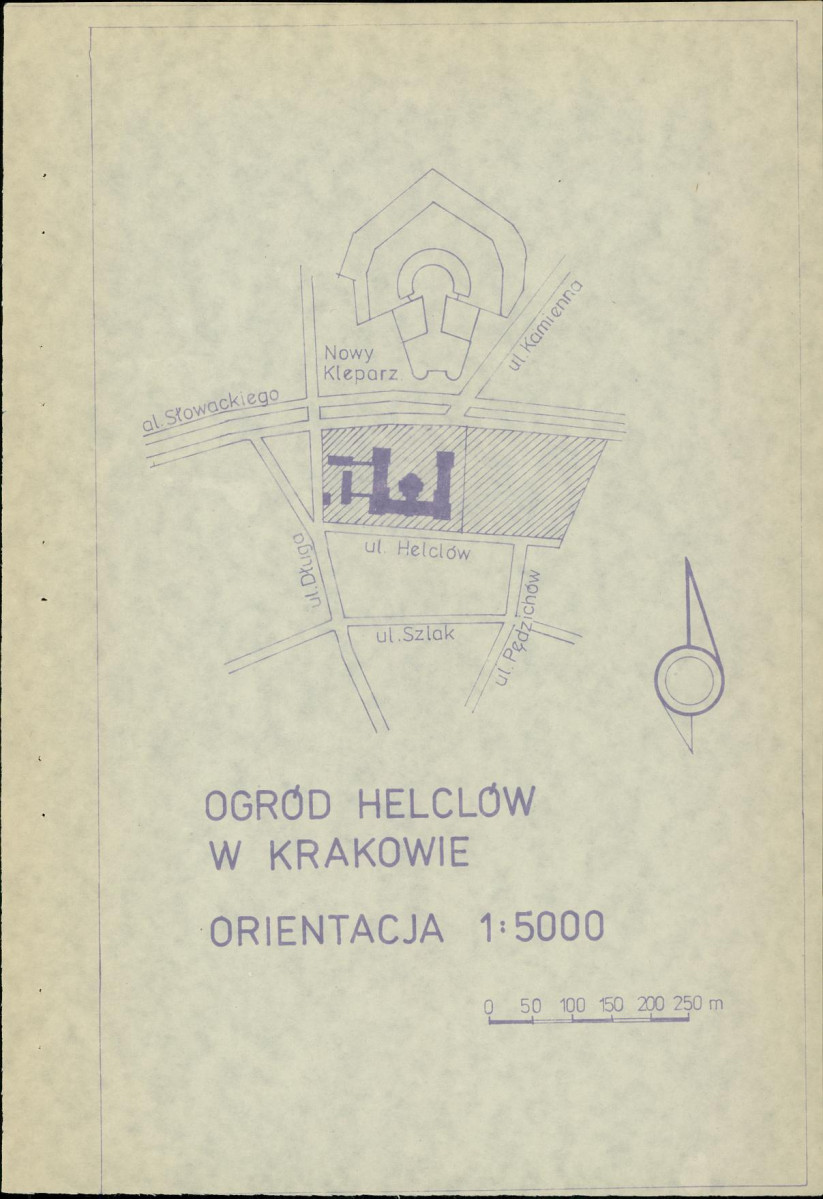 ul. Kamienna
Nowy
Kleparz
al. Słowackiego
ul. Helclów
ul. Długa
ul. Szlak
ul. Pędzichów
OGRÓD HELCLÓW
W KRAKOWIE
ORIENTACJA 1:5000
0 50 100 150 200 250 m